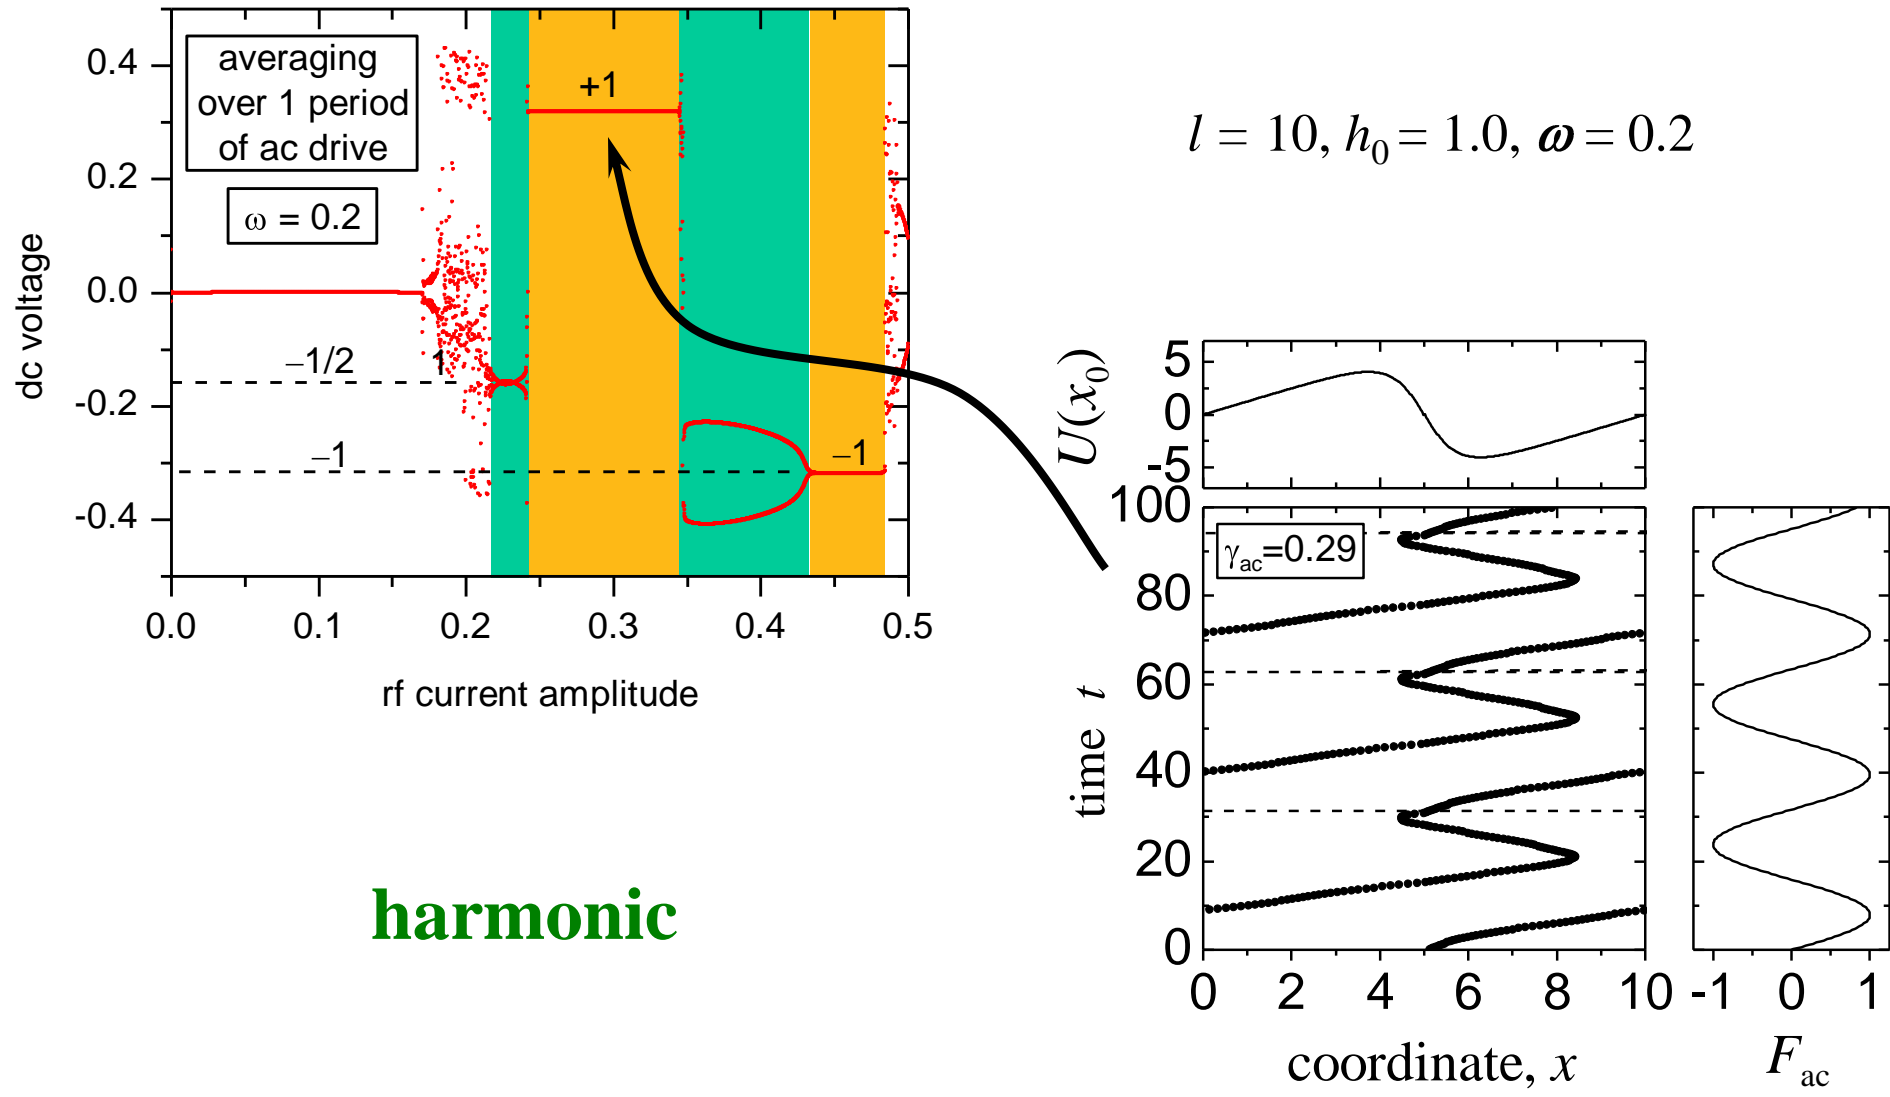 averaging
over 1 period
of ac drive
ω = 0.2
+1
−1/2
1
−1
−1
0.4
0.2
0.0
-0.2
-0.4
dc voltage
0.0 0.1 0.2 0.3 0.4 0.5
rf current amplitude
harmonic
l = 10, h0 = 1.0, ω = 0.2
U(x0)
5
0
-5
γac=0.29
100
80
60
40
20
0
time t
0 2 4 6 8 10
coordinate, x
-1 0 1
Fac